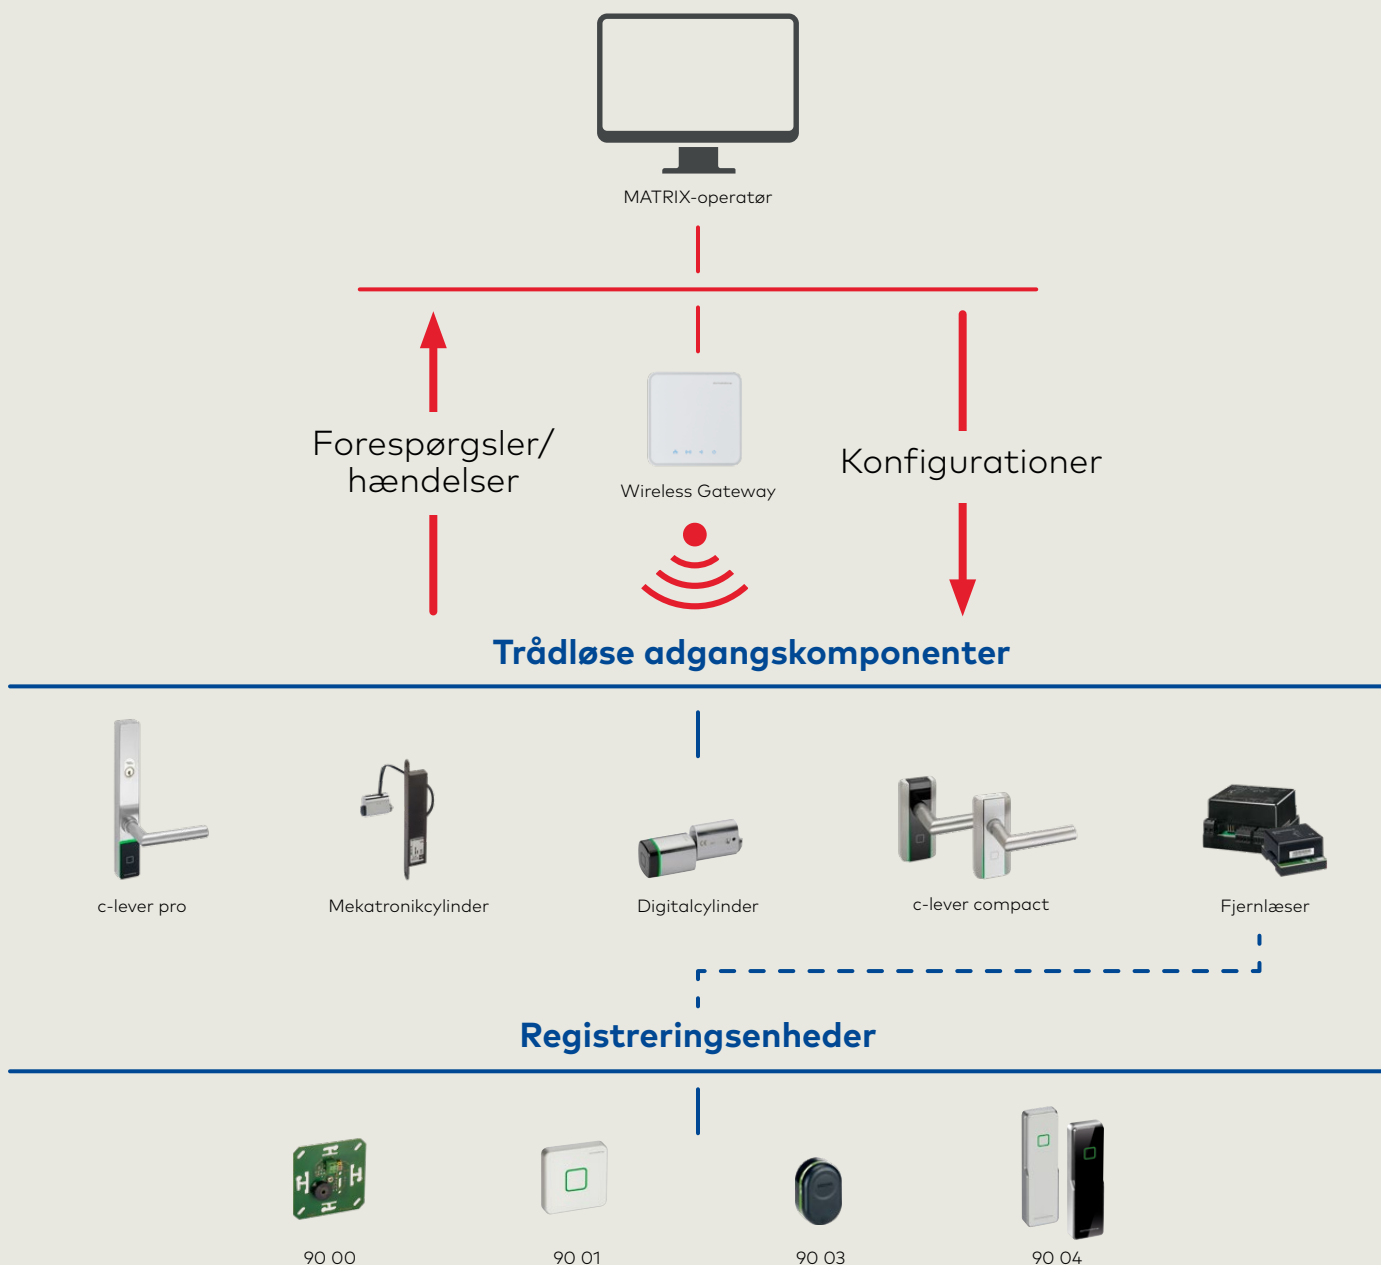 MATRIX-operatør
Forespørgsler/
hændelser
Wireless Gateway
Konfigurationer
Trådløse adgangskomponenter
c-lever pro
Mekatronikcylinder
Digitalcylinder
c-lever compact
Fjernlæser
Registreringsenheder
90 00
90 01
90 03
90 04